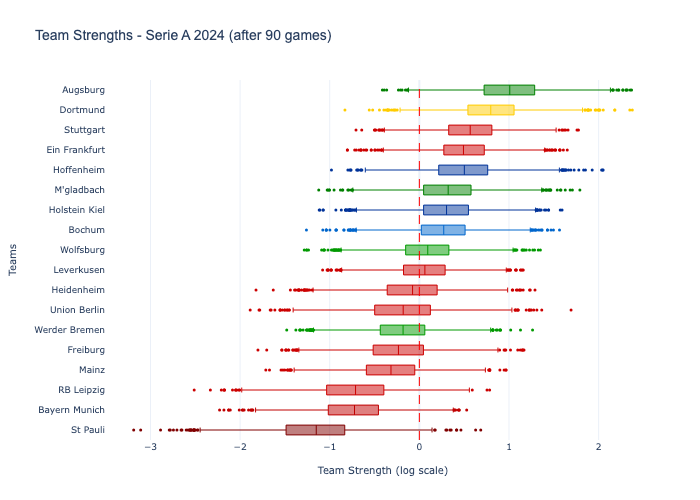 Team Strengths - Serie A 2024 (after 90 games)
Augsburg
Dortmund
Stuttgart
Ein Frankfurt
Hoffenheim
M'gladbach
Holstein Kiel
Bochum
Wolfsburg
Leverkusen
Heidenheim
Union Berlin
Werder Bremen
Freiburg
Mainz
RB Leipzig
Bayern Munich
St Pauli
Teams
−3 −2 −1 0 1 2
Team Strength (log scale)